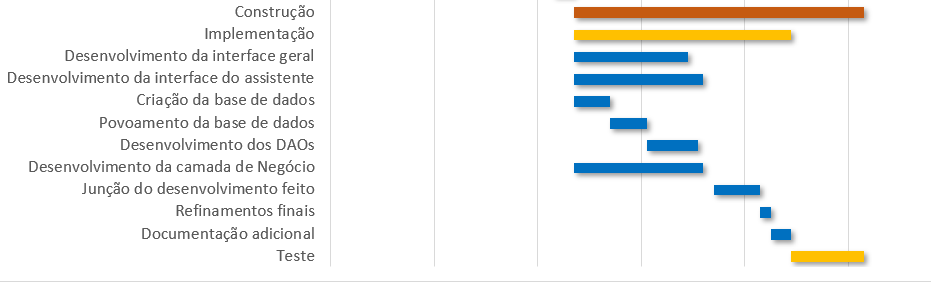 Construção
Implementação
Desenvolvimento da interface geral
Desenvolvimento da interface do assistente
Criação da base de dados
Povoamento da base de dados
Desenvolvimento dos DAOs
Desenvolvimento da camada de Negócio
Junção do desenvolvimento feito
Refinamentos finais
Documentação adicional
Teste